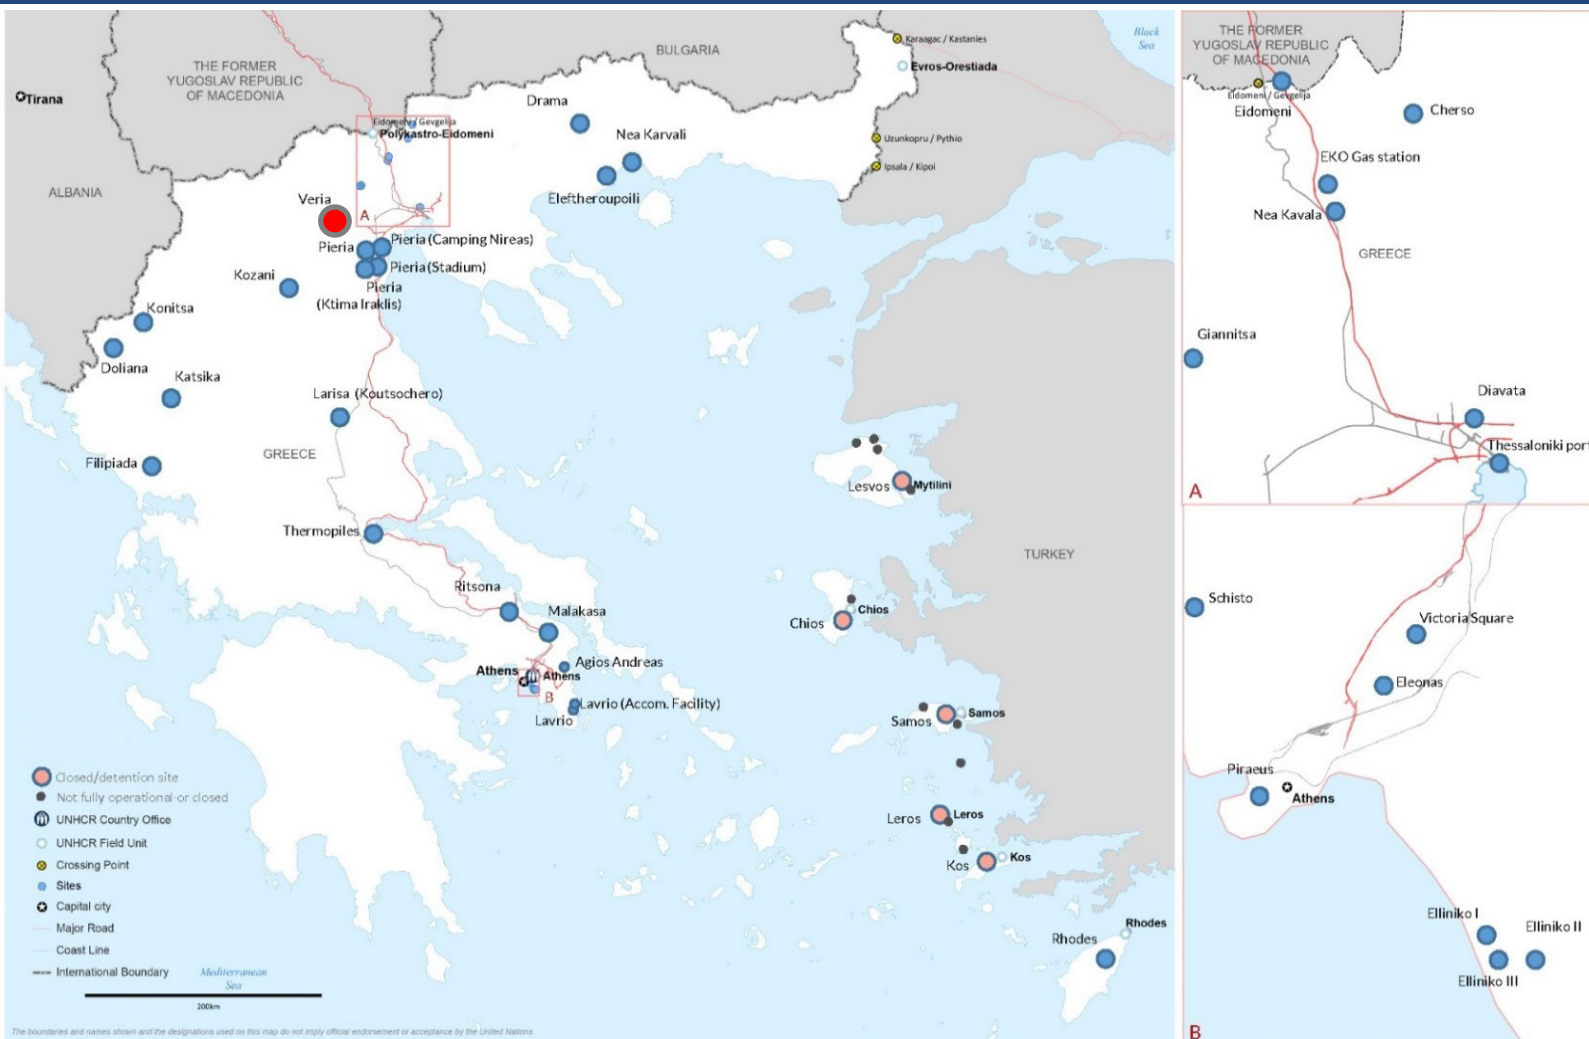 Black
Sea
BULGARIA
THE FORMER
YUGOSLAV REPUBLIC
OF MACEDONIA
Tirana
ALBANIA
Karaagac / Kastanies
Evros-Orestiada
Uzunkopru / Pythio
Ipsala / Kipoi
Drama
Nea Karvali
Eleftheroupoili
Eidomeni / Gevgelija
Polykastro-Eidomeni
Veria
A
Pieria
Pieria (Camping Nireas)
Pieria (Stadium)
Pieria
(Ktima Iraklis)
Kozani
Konitsa
Doliana
Katsika
Larisa (Koutsochero)
GREECE
Filipiada
Thermopiles
Ritsona
Malakasa
Agios Andreas
Athens
Athens
B
Lavrio (Accom. Facility)
Lavrio
Lesvos
Mytilini
TURKEY
Chios
Chios
Samos
Samos
Leros
Leros
Kos
Kos
Rhodes
Rhodes
Closed/detention site
Not fully operational or closed
UNHCR Country Office
UNHCR Field Unit
Crossing Point
Sites
Capital city
Major Road
Coast Line
International Boundary
Mediterranean
Sea
200km
The boundaries and names shown and the designations used on this map do not imply official endorsement or acceptance by the United Nations.
THE FORMER
YUGOSLAV REPUBLIC
OF MACEDONIA
Eidomeni / Gevgelija
Eidomeni
Cherso
EKO Gas station
Nea Kavala
GREECE
Giannitsa
Diavata
Thessaloniki port
A
Schisto
Victoria Square
Eleonas
Piraeus
Athens
Elliniko I
Elliniko II
Elliniko III
B